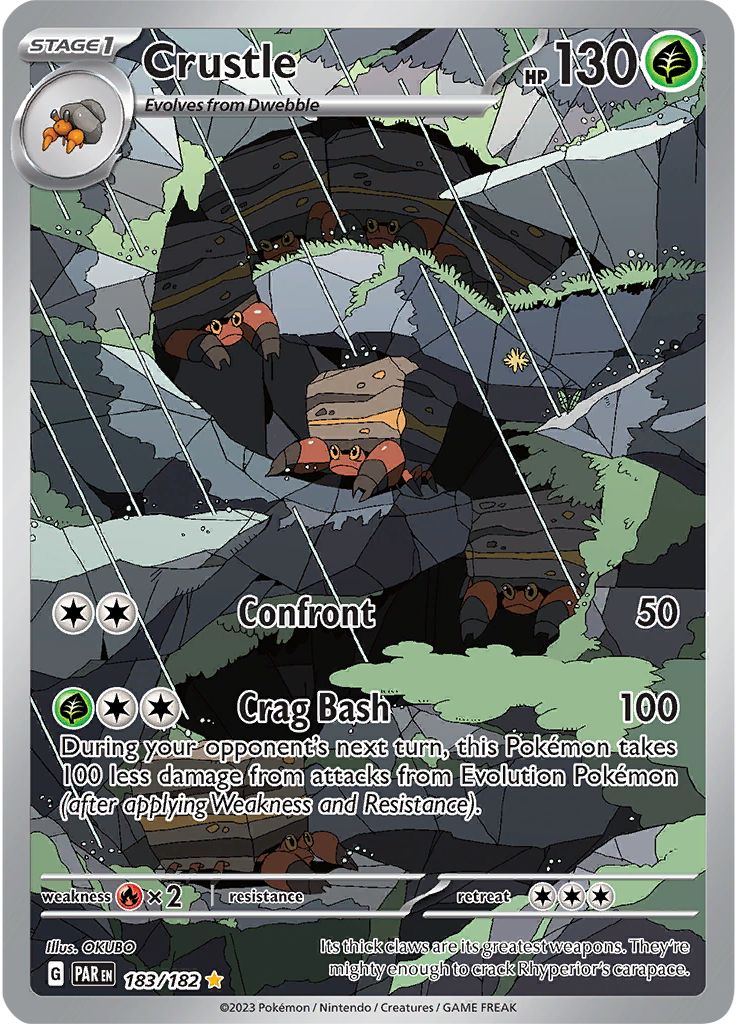 STAGE1
Crustle
HP 130
Evolves from Dwebble
Confront 50
Crag Bash 100
During your opponent's next turn, this Pokémon takes
100 less damage from attacks from Evolution Pokémon
(after applying Weakness and Resistance).
weakness ×2 resistance retreat
Illus. OKUBO
Its thick claws are its greatest weapons. They're
mighty enough to crack Rhyperior's carapace.
G PAR EN 183/182
©2023 Pokémon / Nintendo / Creatures / GAME FREAK